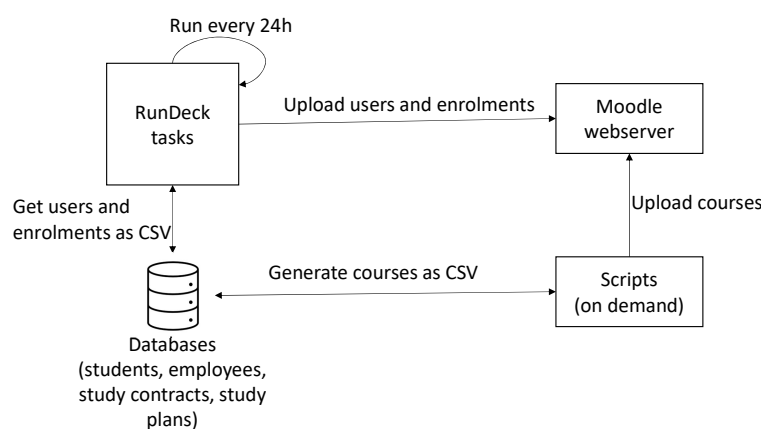 Run every 24h
RunDeck
tasks
Upload users and enrolments
Moodle
webserver
Get users and
enrolments as CSV
Upload courses
Generate courses as CSV
Scripts
(on demand)
Databases
(students, employees,
study contracts, study
plans)